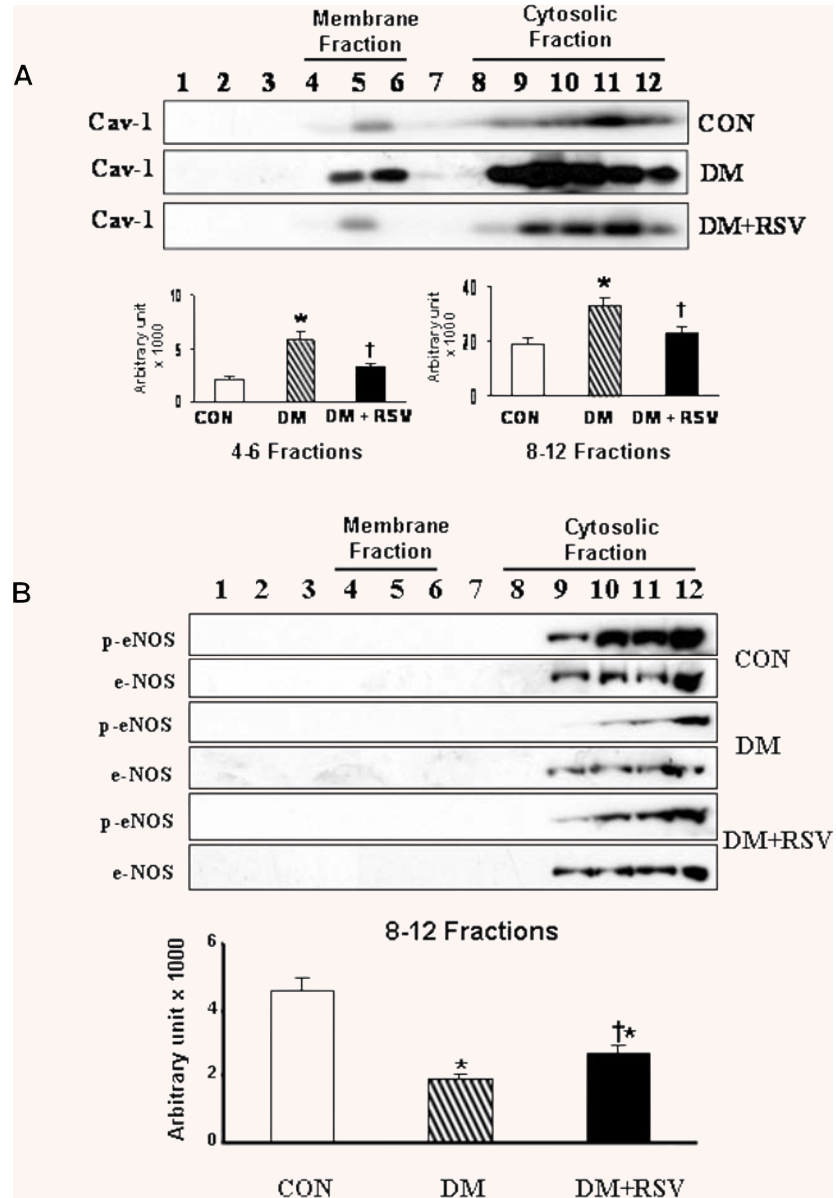 Membrane Fraction
Cytosolic Fraction
A
1 2 3 4 5 6 7 8 9 10 11 12
Cav-1 CON
Cav-1 DM
Cav-1 DM+RSV
Arbitrary unit x 1000
10
5
0
*
†
CON DM DM + RSV
4-6 Fractions
Arbitrary unit x 1000
40
20
0
*
†
CON DM DM + RSV
8-12 Fractions
Membrane Fraction
Cytosolic Fraction
B
1 2 3 4 5 6 7 8 9 10 11 12
p-eNOS
e-NOS
CON
p-eNOS
e-NOS
DM
p-eNOS
e-NOS
DM+RSV
8-12 Fractions
Arbitrary unit x 1000
6
4
2
0
*
†*
CON DM DM+RSV